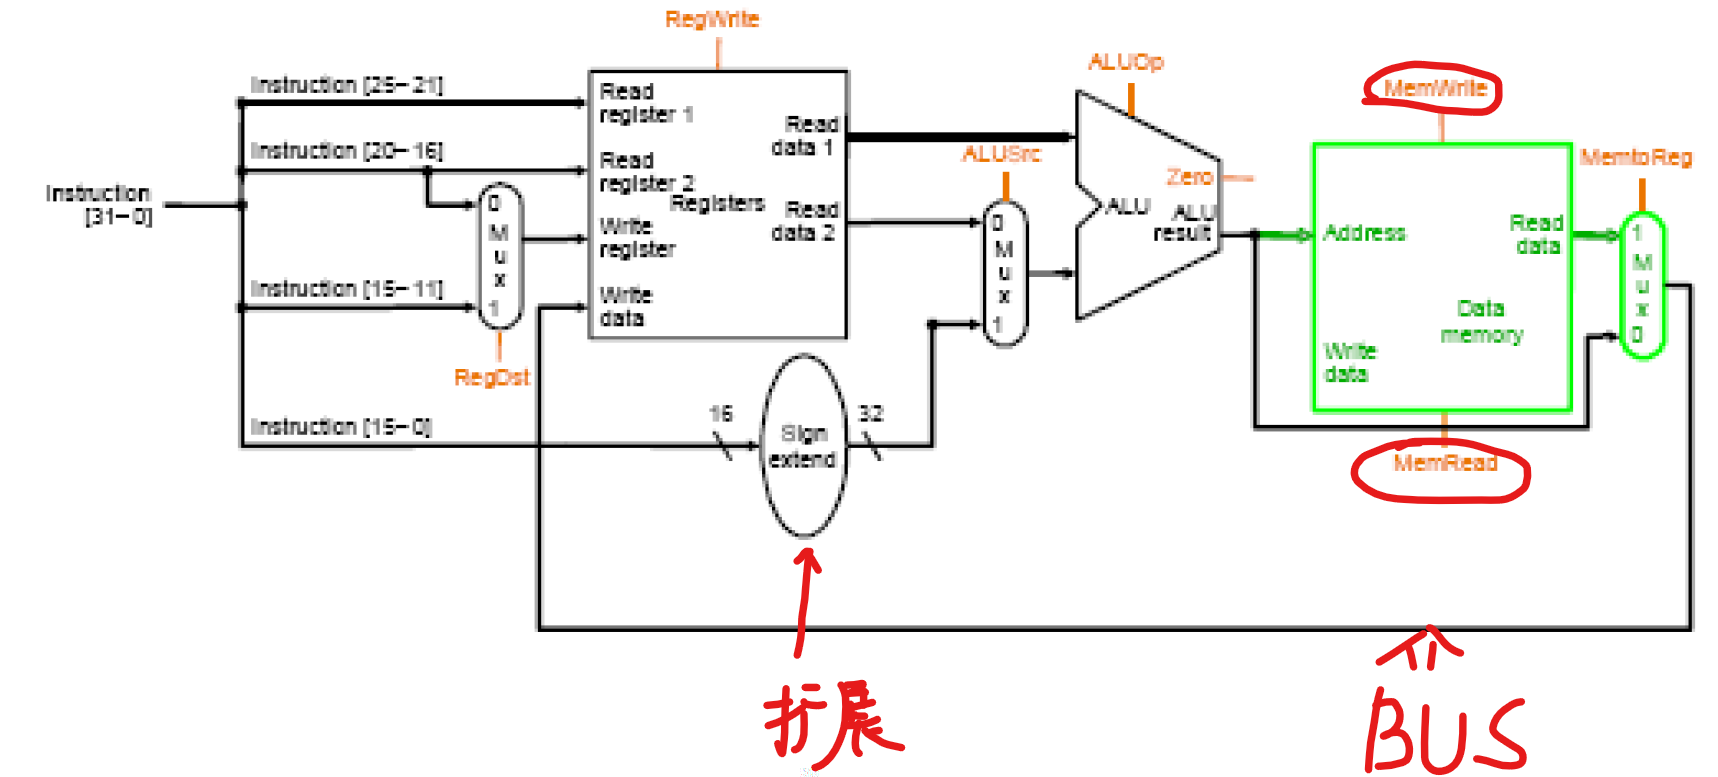 RegWrite
ALUOp
MemWrite
Instruction [25-21]
Read
register 1
Read
data 1
ALUSrc
MemtoReg
Instruction [20-16]
Read
register 2
Registers
Zero
Instruction
[31-0]
0
M
u
x
1
Write
register
Read
data 2
0
M
u
x
1
ALU
ALU
result
Address
Read
data
1
M
u
x
0
Instruction [15-11]
Write
data
Data
memory
Write
data
RegDst
Instruction [15-0]
16
Sign
extend
32
MemRead
扩展
BUS